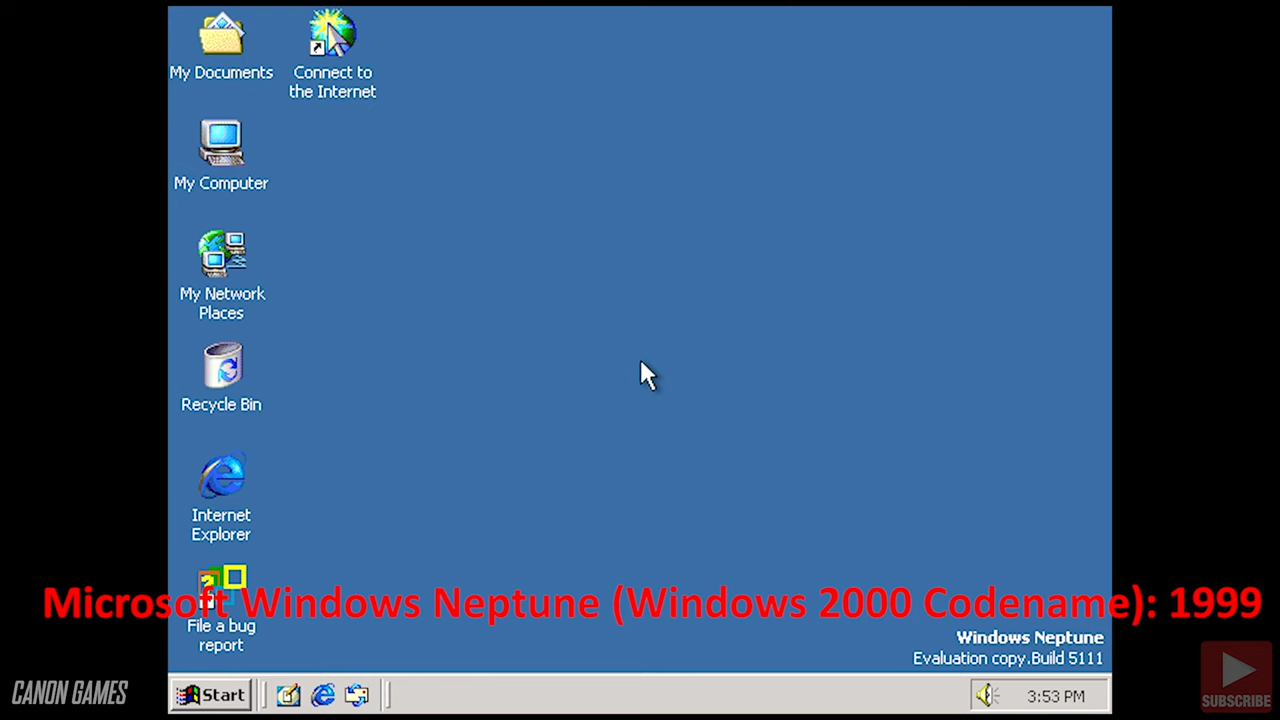 My Documents
Connect to
the Internet
My Computer
My Network
Places
Recycle Bin
Internet
Explorer
Microsoft Windows Neptune (Windows 2000 Codename): 1999
File a bug
report
Windows Neptune
Evaluation copy.Build 5111
CANON GAMES
Start
3:53 PM
SUBSCRIBE